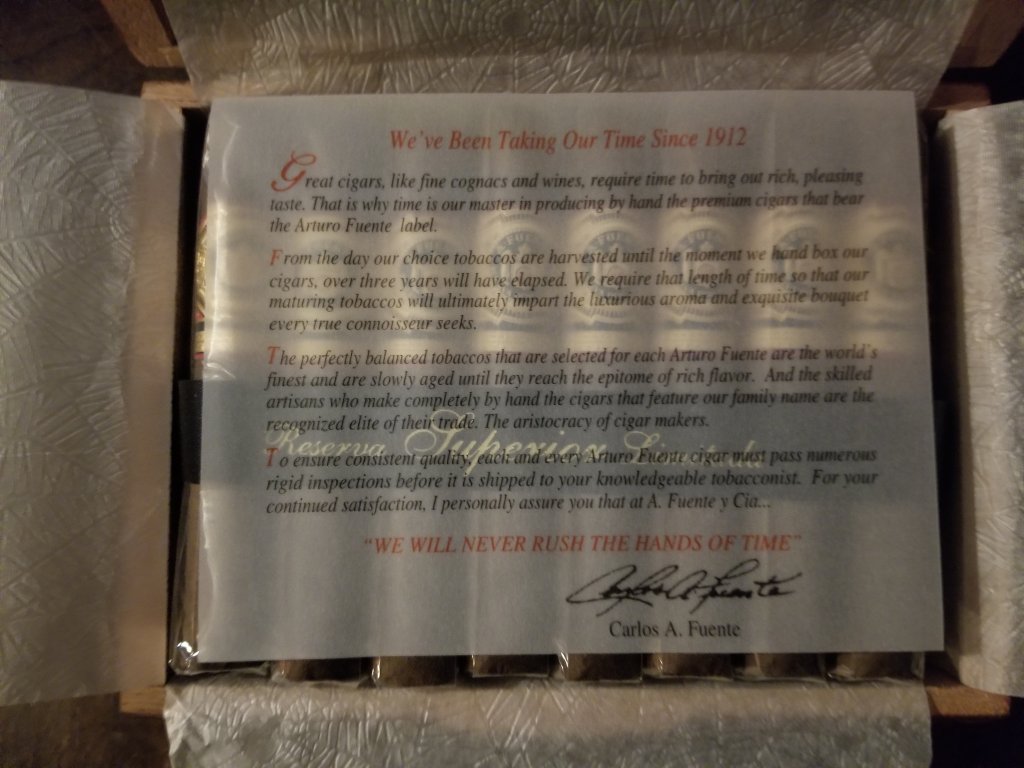 We've Been Taking Our Time Since 1912
Great cigars, like fine cognacs and wines, require time to bring out rich, pleasing
taste. That is why time is our master in producing by hand the premium cigars that bear
the Arturo Fuente label.
From the day our choice tobaccos are harvested until the moment we hand box our
cigars, over three years will have elapsed. We require that length of time so that our
maturing tobaccos will ultimately impart the luxurious aroma and exquisite bouquet
every true connoisseur seeks.
The perfectly balanced tobaccos that are selected for each Arturo Fuente are the world's
finest and are slowly aged until they reach the epitome of rich flavor. And the skilled
artisans who make completely by hand the cigars that feature our family name are the
recognized elite of their trade. The aristocracy of cigar makers.
Reserva Superior Limitada
To ensure consistent quality, each and every Arturo Fuente cigar must pass numerous
rigid inspections before it is shipped to your knowledgeable tobacconist. For your
continued satisfaction, I personally assure you that at A. Fuente y Cia...
"WE WILL NEVER RUSH THE HANDS OF TIME"
Carlos A. Fuente
Carlos A. Fuente